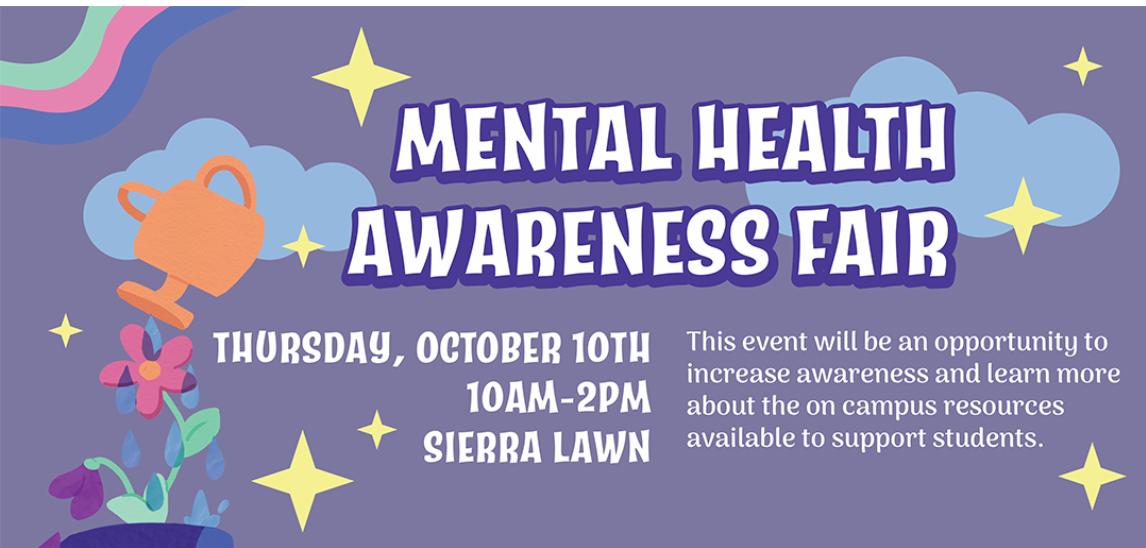 MENTAL HEALTH
AWARENESS FAIR
THURSDAY, OCTOBER 10TH
10AM-2PM
SIERRA LAWN
This event will be an opportunity to
increase awareness and learn more
about the on campus resources
available to support students.